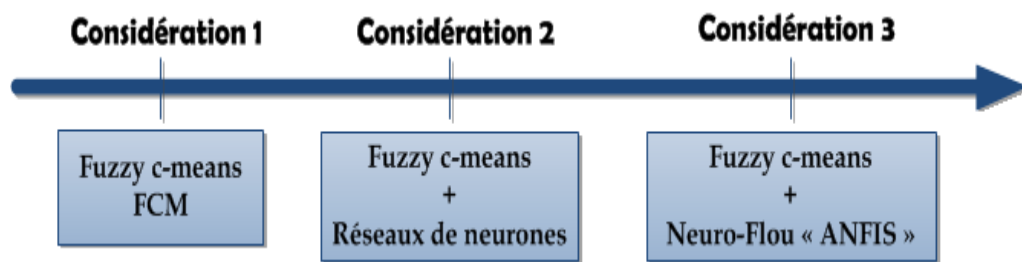 Considération 1
Considération 2
Considération 3
Fuzzy c-means
FCM
Fuzzy c-means
+
Réseaux de neurones
Fuzzy c-means
+
Neuro-Flou « ANFIS »